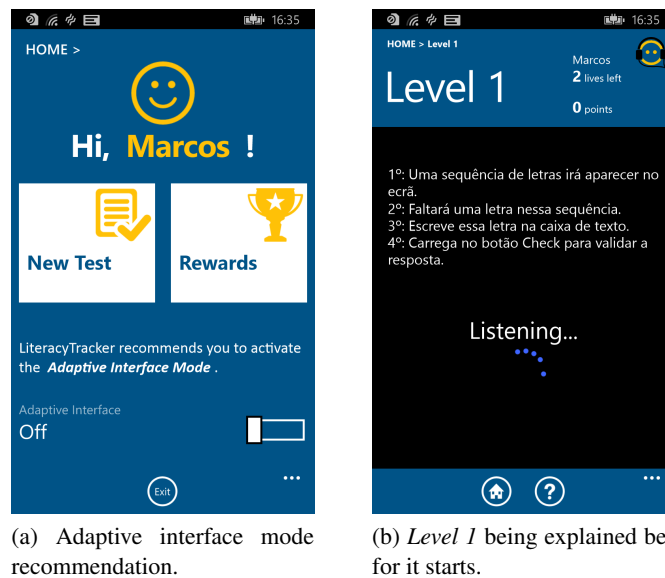 16:35
HOME >
Hi, Marcos !
New Test
Rewards
LiteracyTracker recommends you to activate
the Adaptive Interface Mode .
Adaptive Interface
Off
Exit
(a) Adaptive interface mode
recommendation.
16:35
HOME > Level 1
Level 1
Marcos
2 lives left
0 points
1º: Uma sequência de letras irá aparecer no
ecrã.
2º: Faltará uma letra nessa sequência.
3º: Escreve essa letra na caixa de texto.
4º: Carrega no botão Check para validar a
resposta.
Listening...
?
(b) Level 1 being explained be
for it starts.